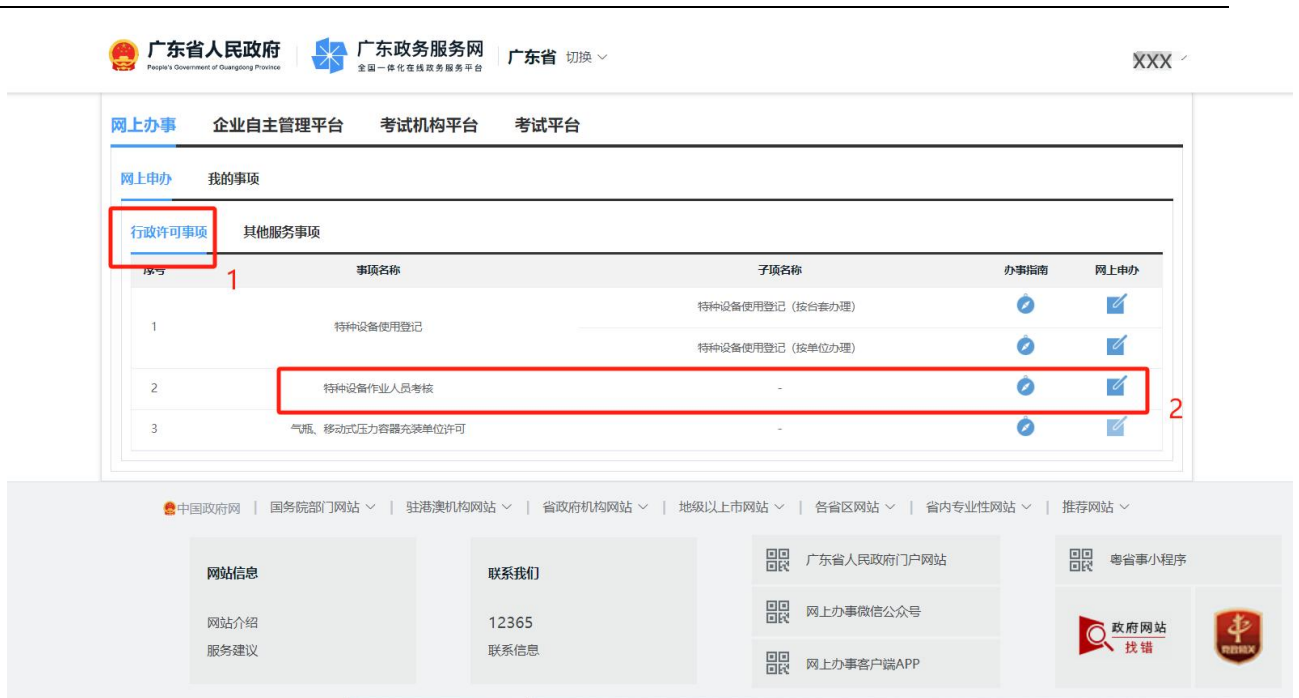 广东省人民政府
People's Government of Guangdong Province
广东政务服务网
全国一体化在线政务服务平台
广东省 切换
XXX
网上办事 企业自主管理平台 考试机构平台 考试平台
网上申办 我的事项
行政许可事项 其他服务事项
1
序号 事项名称 子项名称 办事指南 网上申办
1 特种设备使用登记 特种设备使用登记（按台套办理）
特种设备使用登记（按单位办理）
2 特种设备作业人员考核 -
2
3 气瓶、移动式压力容器充装单位许可 -
中国政府网 | 国务院部门网站 | 驻港澳机构网站 | 省政府机构网站 | 地级以上市网站 | 各省区网站 | 省内专业性网站 | 推荐网站
网站信息
网站介绍
服务建议
联系我们
12365
联系信息
广东省人民政府门户网站
网上办事微信公众号
网上办事客户端APP
粤省事小程序
政府网站
找错
党政机关